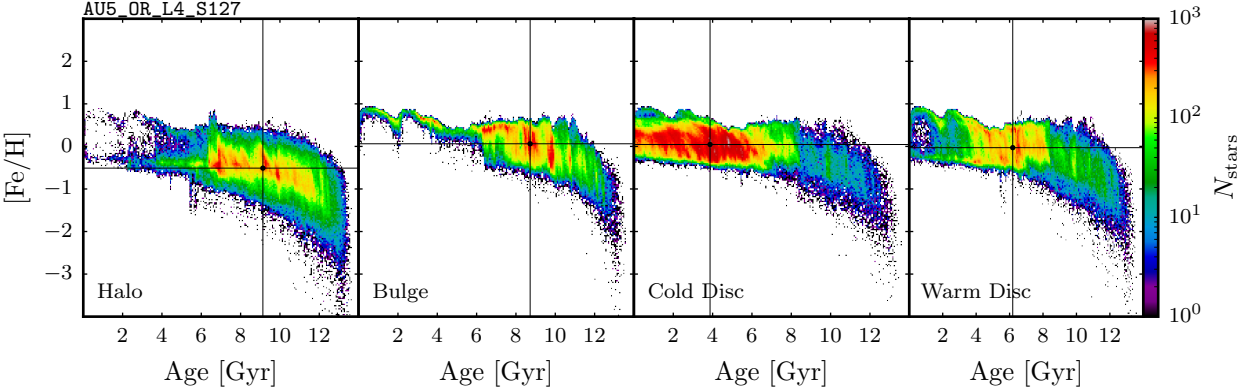 AU5_OR_L4_S127
[Fe/H]
2
1
0
−1
−2
−3
Halo
Bulge
Cold Disc
Warm Disc
2 4 6 8 10 12
2 4 6 8 10 12
2 4 6 8 10 12
2 4 6 8 10 12
Age [Gyr]
Age [Gyr]
Age [Gyr]
Age [Gyr]
10³
10²
10¹
10⁰
N_stars